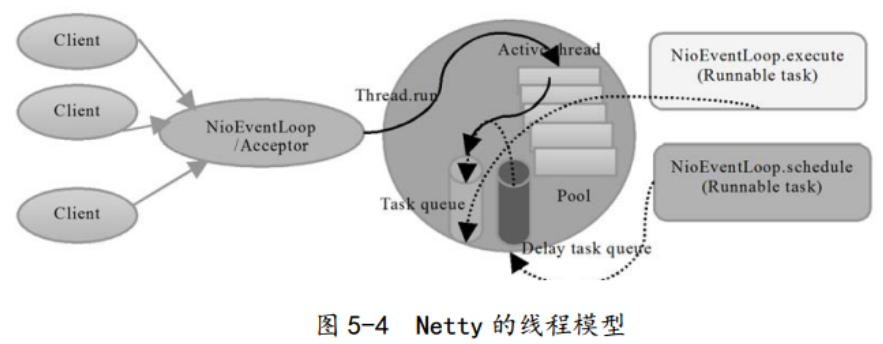 Client
Client
Client
NioEventLoop
/Acceptor
Thread.run
Active thread
Task queue
Pool
Delay task queue
NioEventLoop.execute
(Runnable task)
NioEventLoop.schedule
(Runnable task)
图 5-4 Netty 的线程模型